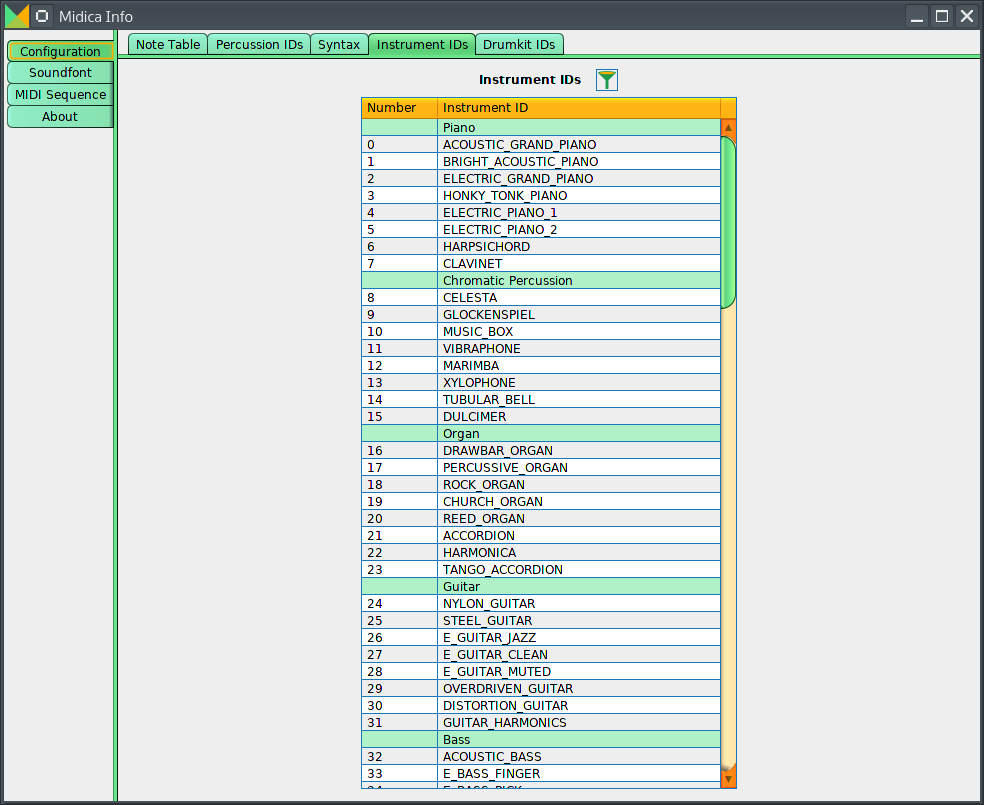 Midica Info
Configuration
Soundfont
MIDI Sequence
About
Note Table Percussion IDs Syntax Instrument IDs Drumkit IDs
Instrument IDs
Number Instrument ID
Piano
0 ACOUSTIC_GRAND_PIANO
1 BRIGHT_ACOUSTIC_PIANO
2 ELECTRIC_GRAND_PIANO
3 HONKY_TONK_PIANO
4 ELECTRIC_PIANO_1
5 ELECTRIC_PIANO_2
6 HARPSICHORD
7 CLAVINET
Chromatic Percussion
8 CELESTA
9 GLOCKENSPIEL
10 MUSIC_BOX
11 VIBRAPHONE
12 MARIMBA
13 XYLOPHONE
14 TUBULAR_BELL
15 DULCIMER
Organ
16 DRAWBAR_ORGAN
17 PERCUSSIVE_ORGAN
18 ROCK_ORGAN
19 CHURCH_ORGAN
20 REED_ORGAN
21 ACCORDION
22 HARMONICA
23 TANGO_ACCORDION
Guitar
24 NYLON_GUITAR
25 STEEL_GUITAR
26 E_GUITAR_JAZZ
27 E_GUITAR_CLEAN
28 E_GUITAR_MUTED
29 OVERDRIVEN_GUITAR
30 DISTORTION_GUITAR
31 GUITAR_HARMONICS
Bass
32 ACOUSTIC_BASS
33 E_BASS_FINGER